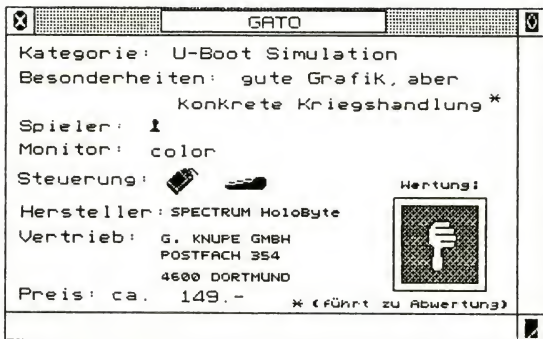 GATO
Kategorie: U-Boot Simulation
Besonderheiten: gute Grafik, aber
Konkrete Kriegshandlung *
Spieler:
Monitor: color
Steuerung:
Wertung:
Hersteller: SPECTRUM HoloByte
Vertrieb: G. KNUPE GMBH
POSTFACH 354
4600 DORTMUND
Preis: ca. 149.-
* (führt zu Abwertung)